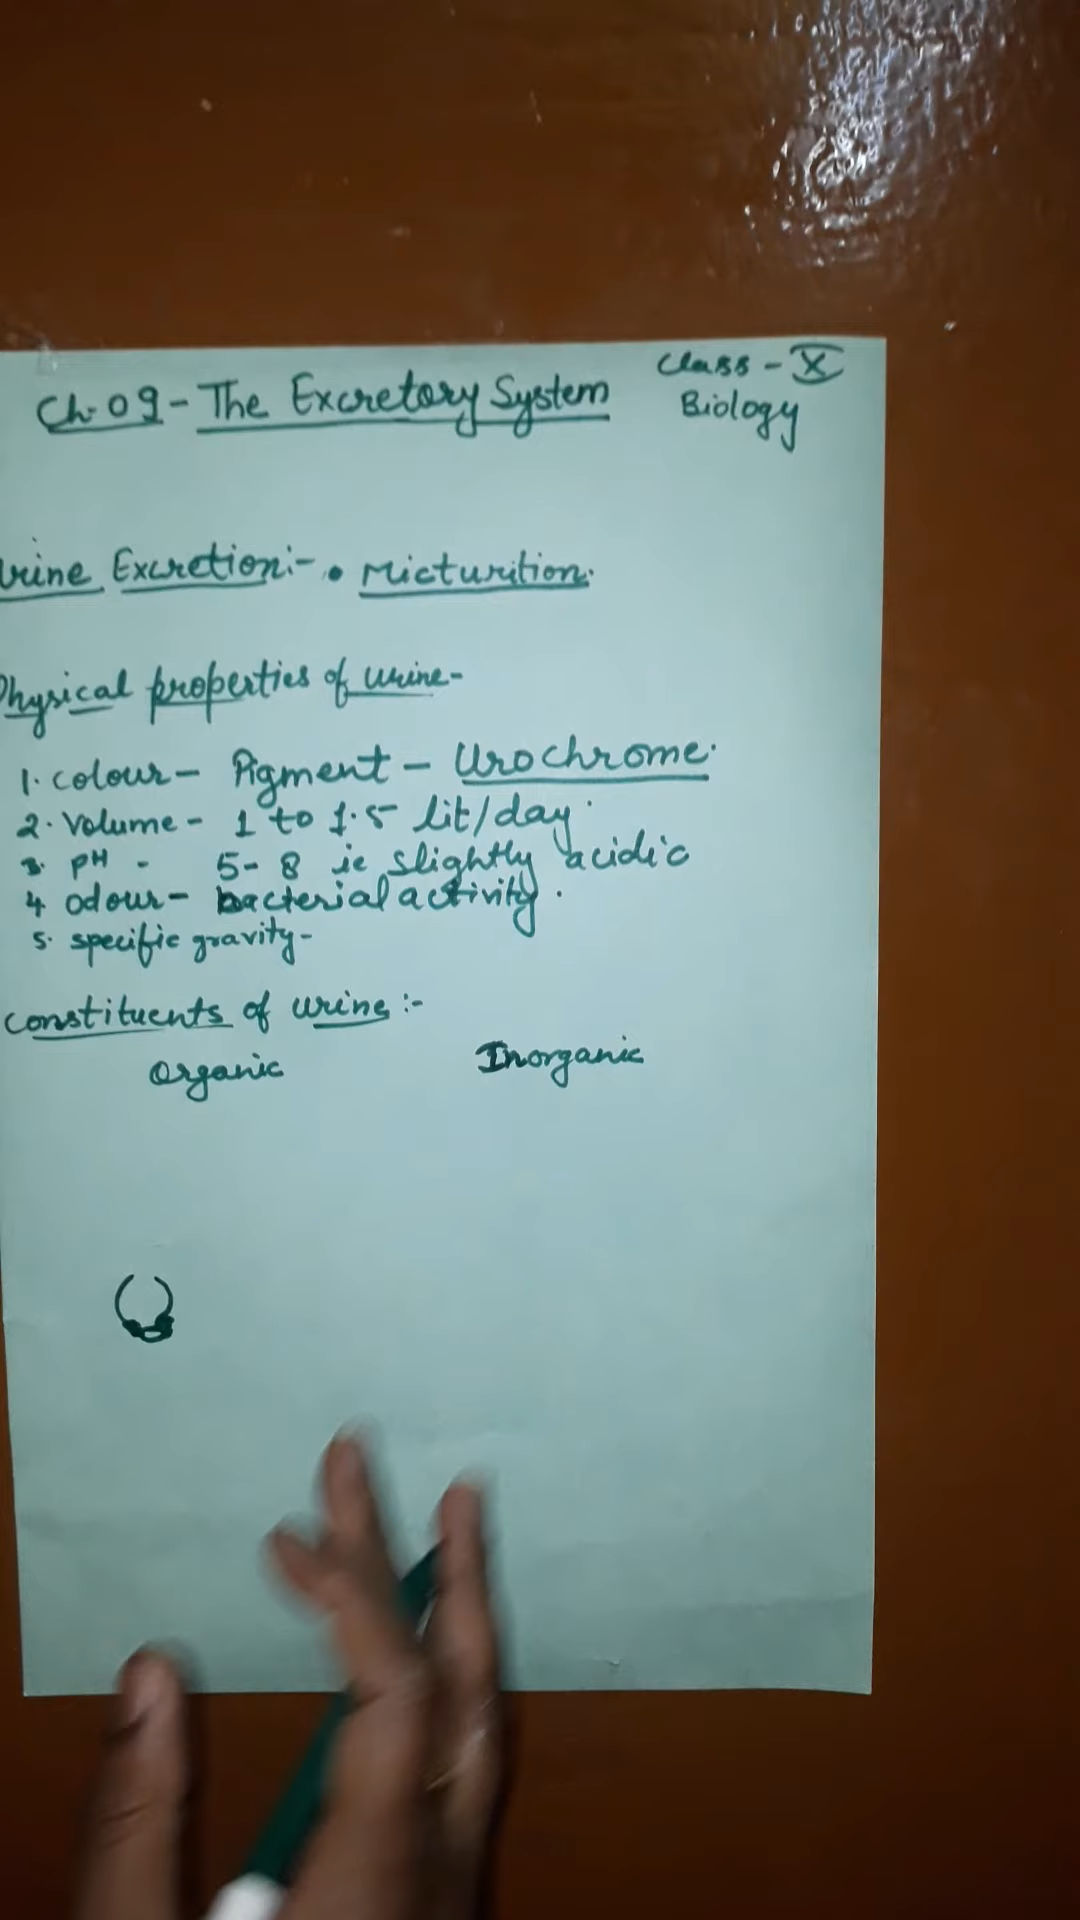 Ch. 09 - The Excretory System
Class - X
Biology
urine Excretion:- • Micturition.
Physical properties of urine-
1. colour - Pigment - Urochrome.
2. Volume - 1 to 1.5 lit/day.
3. pH - 5-8 ie slightly acidic
4 odour - bacterial activity.
5. specific gravity-
constituents of urine :-
Organic Inorganic